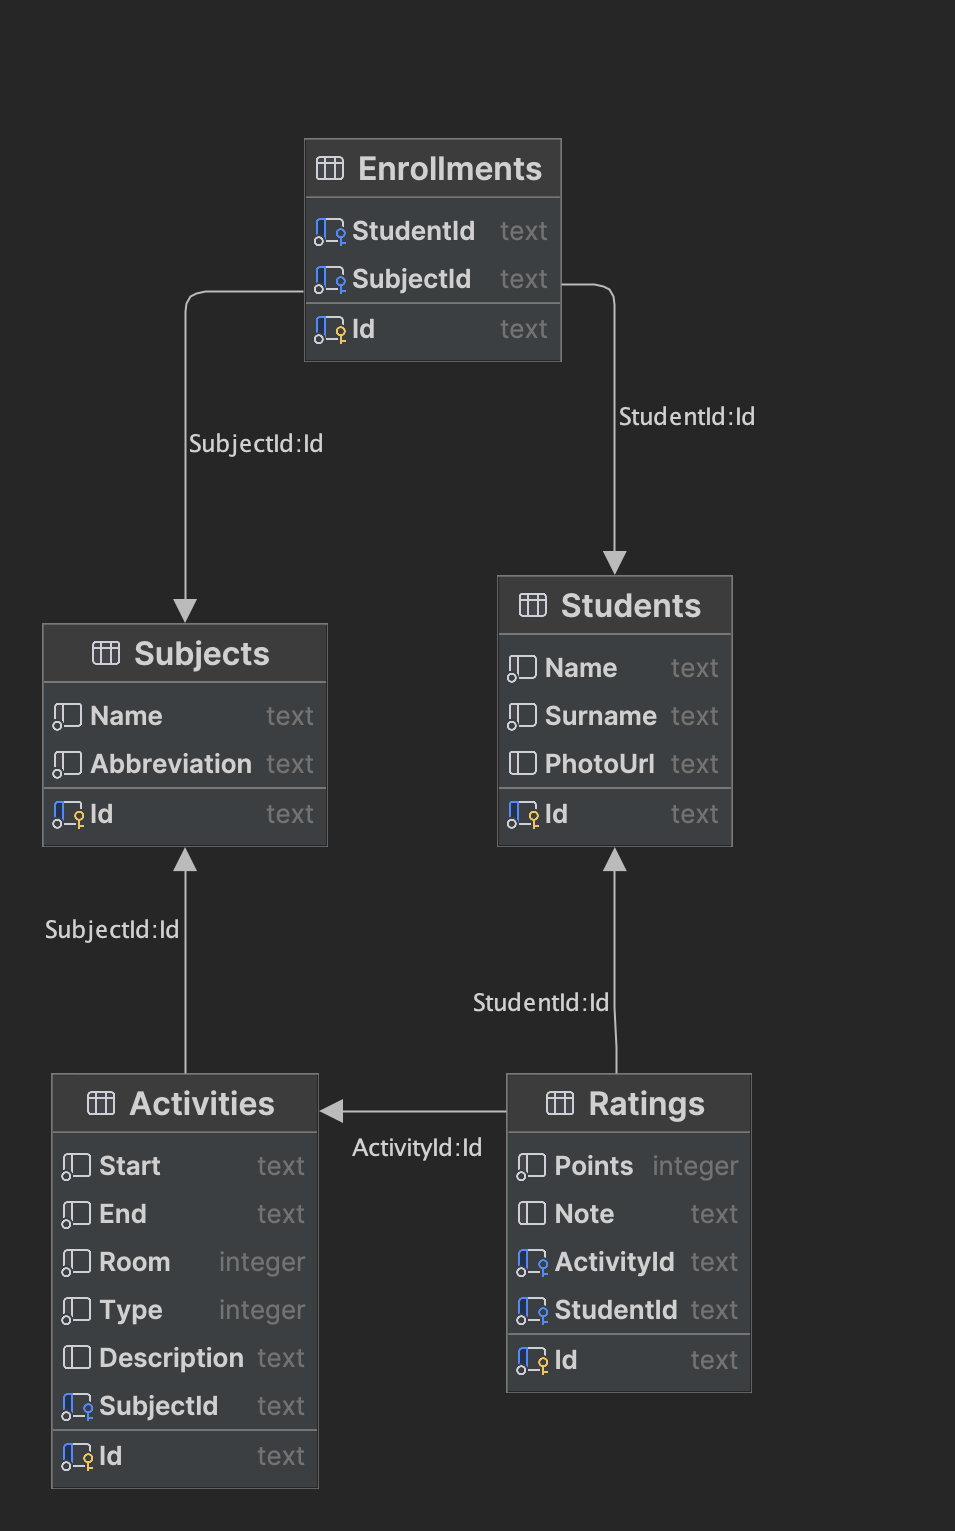 Enrollments
StudentId text
SubjectId text
Id text
SubjectId:Id
StudentId:Id
Subjects
Name text
Abbreviation text
Id text
Students
Name text
Surname text
PhotoUrl text
Id text
SubjectId:Id
StudentId:Id
Activities
Start text
End text
Room integer
Type integer
Description text
SubjectId text
Id text
ActivityId:Id
Ratings
Points integer
Note text
ActivityId text
StudentId text
Id text